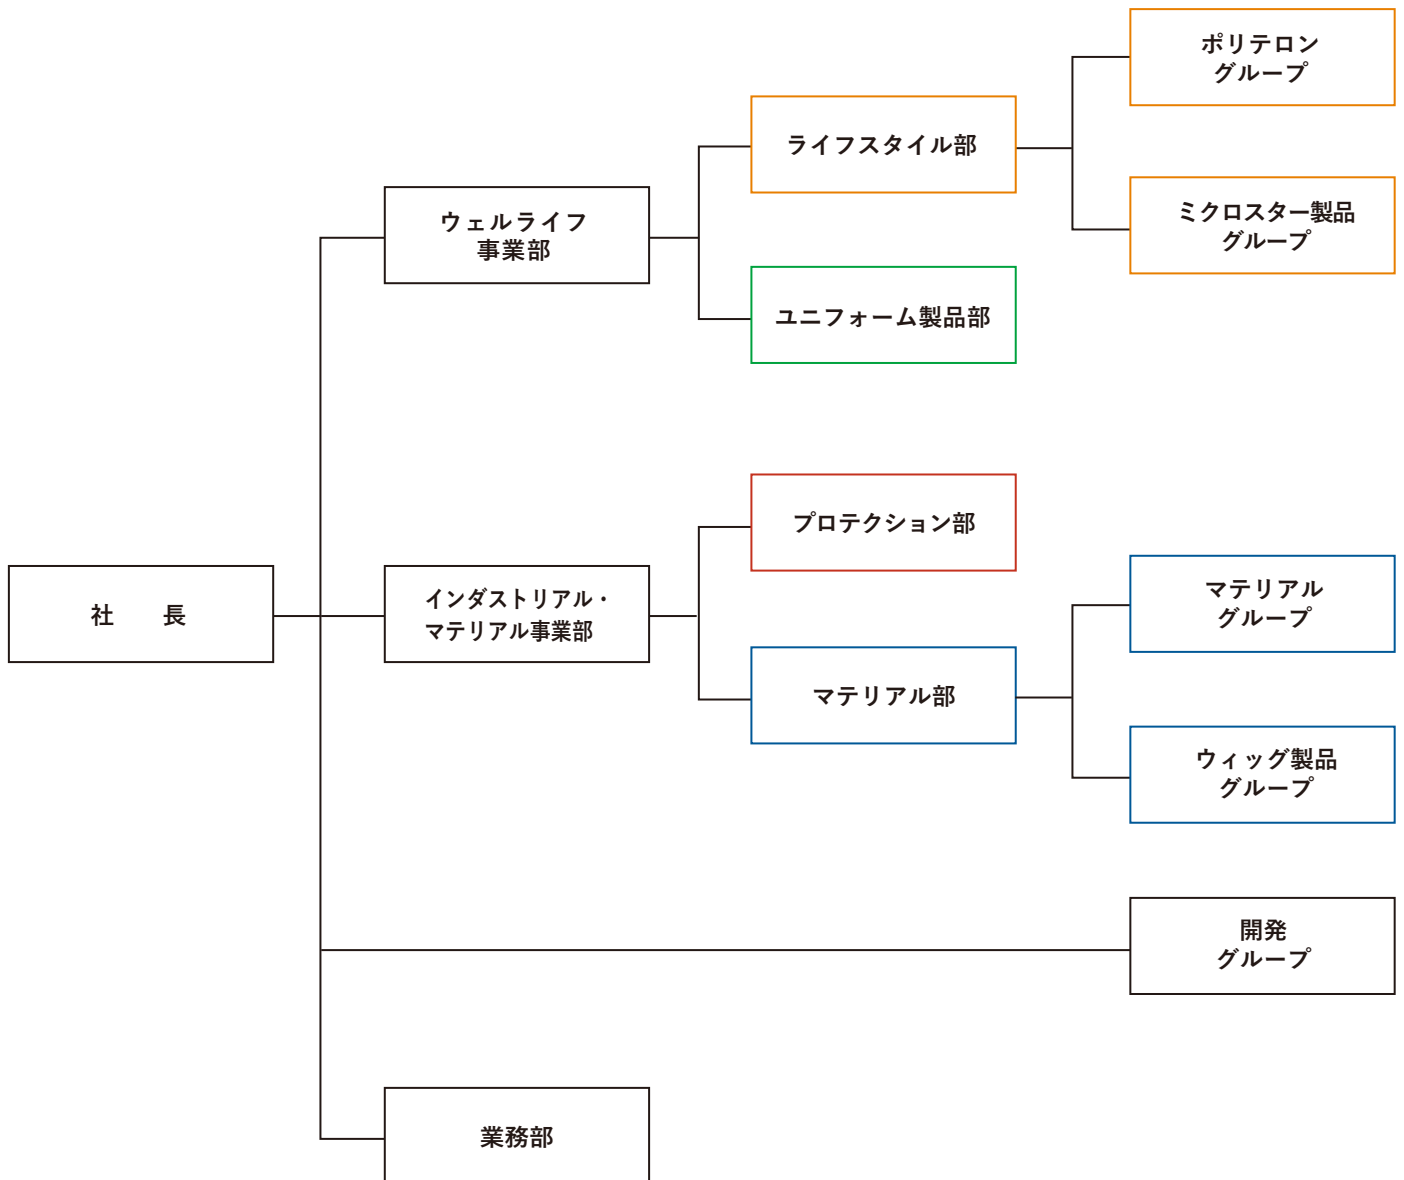 ポリテロン
グループ
ライフスタイル部
ミクロスター製品
グループ
ウェルライフ
事業部
ユニフォーム製品部
プロテクション部
社　　長
インダストリアル・
マテリアル事業部
マテリアル
グループ
マテリアル部
ウィッグ製品
グループ
開発
グループ
業務部